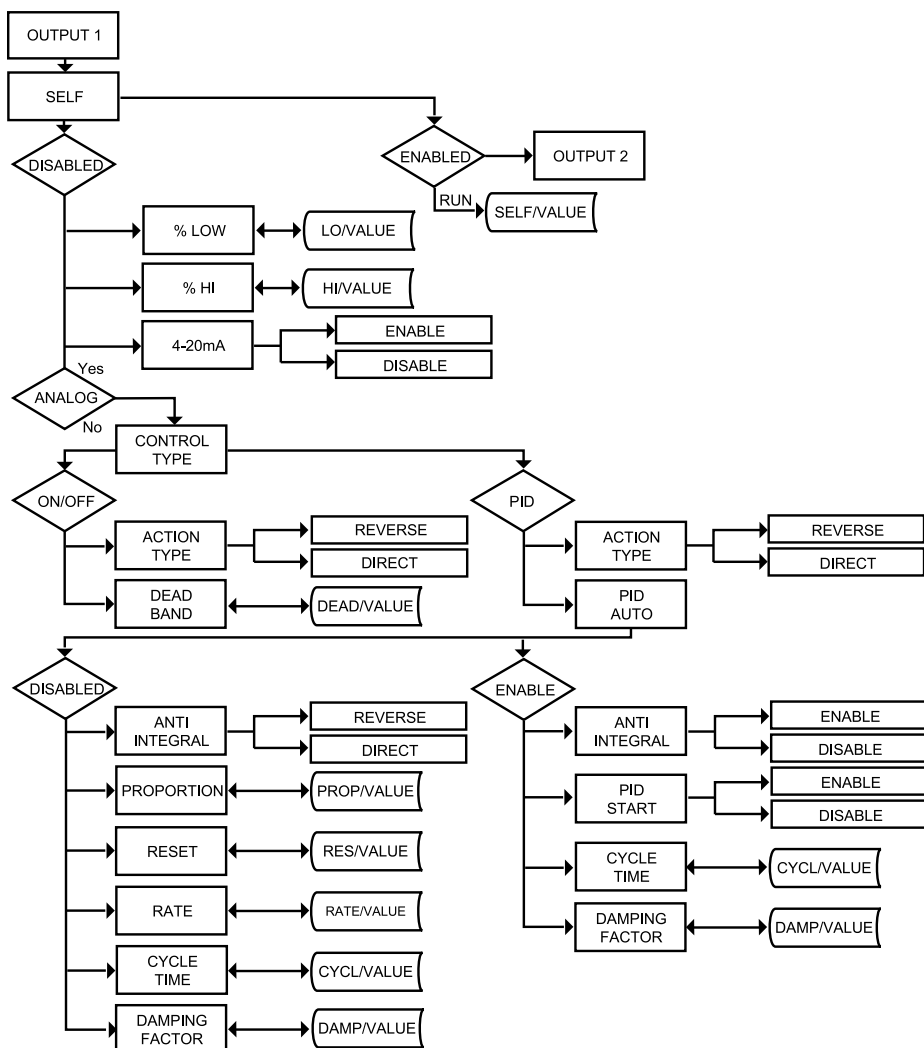 OUTPUT 1
SELF
DISABLED
ENABLED
OUTPUT 2
RUN
SELF/VALUE
% LOW
LO/VALUE
% HI
HI/VALUE
4-20mA
ENABLE
DISABLE
Yes
ANALOG
No
CONTROL
TYPE
ON/OFF
PID
ACTION
TYPE
REVERSE
DIRECT
ACTION
TYPE
REVERSE
DIRECT
DEAD
BAND
DEAD/VALUE
PID
AUTO
DISABLED
ENABLE
ANTI
INTEGRAL
REVERSE
DIRECT
ANTI
INTEGRAL
ENABLE
DISABLE
PROPORTION
PROP/VALUE
PID
START
ENABLE
DISABLE
RESET
RES/VALUE
CYCLE
TIME
CYCL/VALUE
RATE
RATE/VALUE
DAMPING
FACTOR
DAMP/VALUE
CYCLE
TIME
CYCL/VALUE
DAMPING
FACTOR
DAMP/VALUE